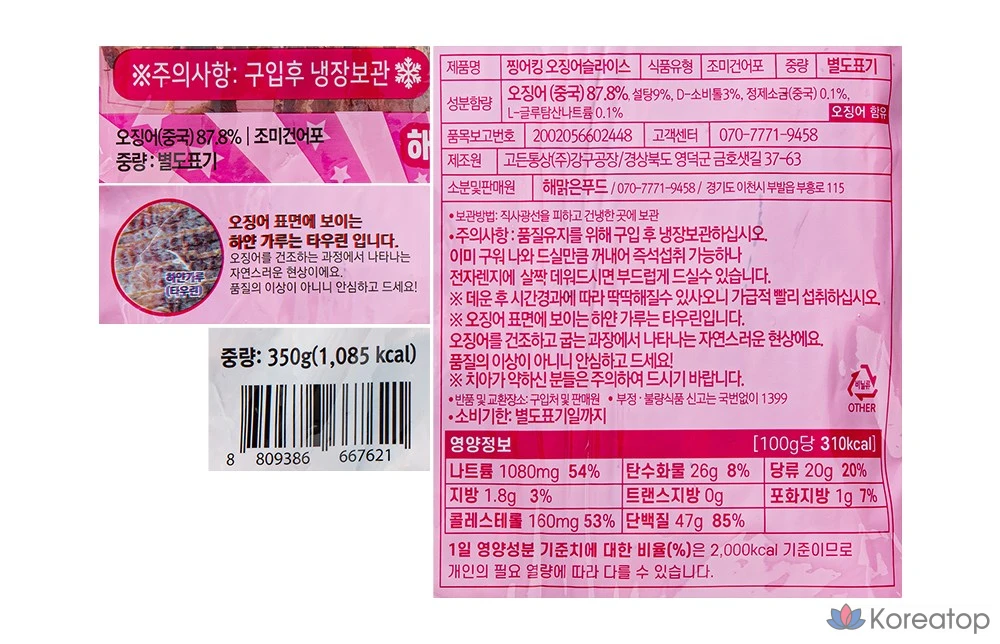 ※주의사항: 구입후 냉장보관
오징어(중국) 87.8% | 조미건어포
중량 : 별도표기
해
오징어 표면에 보이는
하얀 가루는 타우린 입니다.
오징어를 건조하는 과정에서 나타나는
자연스러운 현상이에요.
품질의 이상이 아니니 안심하고 드세요!
하얀가루
(타우린)
중량: 350g(1,085 kcal)
8 809386 667621
제품명 찡어킹 오징어슬라이스 식품유형 조미건어포 중량 별도표기
성분함량 오징어 (중국) 87.8%, 설탕9%, D-소비톨3%, 정제소금(중국) 0.1%,
L-글루탐산나트륨 0.1% 오징어 함유
품목보고번호 2002056602448 고객센터 070-7771-9458
제조원 고든통상(주)강구공장/경상북도 영덕군 금호샛길 37-63
소분및판매원 해맑은푸드 / 070-7771-9458 / 경기도 이천시 부발읍 부흥로 115
• 보관방법: 직사광선을 피하고 건냉한 곳에 보관
• 주의사항 : 품질유지를 위해 구입 후 냉장보관하십시오.
이미 구워 나와 드실만큼 꺼내어 즉석섭취 가능하나
전자렌지에 살짝 데워드시면 부드럽게 드실수 있습니다.
※ 데운 후 시간경과에 따라 딱딱해질수 있사오니 가급적 빨리 섭취하십시오.
※ 오징어 표면에 보이는 하얀 가루는 타우린입니다.
오징어를 건조하고 굽는 과장에서 나타나는 자연스러운 현상에요.
품질의 이상이 아니니 안심하고 드세요!
※ 치아가 약하신 분들은 주의하여 드시기 바랍니다.
• 반품 및 교환장소: 구입처 및 판매원 • 부정 · 불량식품 신고는 국번없이 1399
• 소비기한: 별도표기일까지
비닐류
OTHER
영양정보 [100g당 310kcal]
나트륨 1080mg 54% 탄수화물 26g 8% 당류 20g 20%
지방 1.8g 3% 트랜스지방 0g 포화지방 1g 7%
콜레스테롤 160mg 53% 단백질 47g 85%
1일 영양성분 기준치에 대한 비율(%)은 2,000kcal 기준이므로
개인의 필요 열량에 따라 다를 수 있습니다.
Koreatop